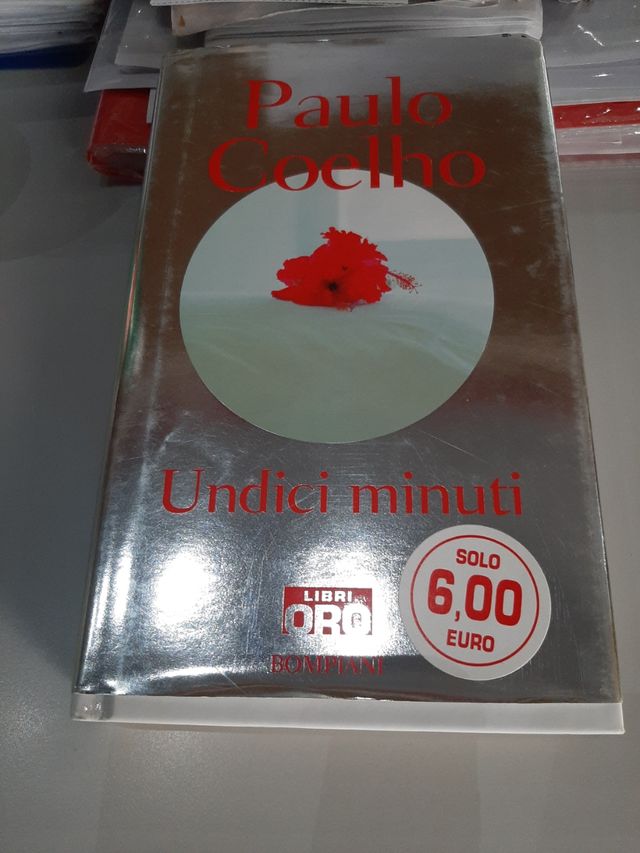 Paulo
Coelho
Undici minuti
LIBRI
ORO
BOMPIANI
SOLO
6,00
EURO